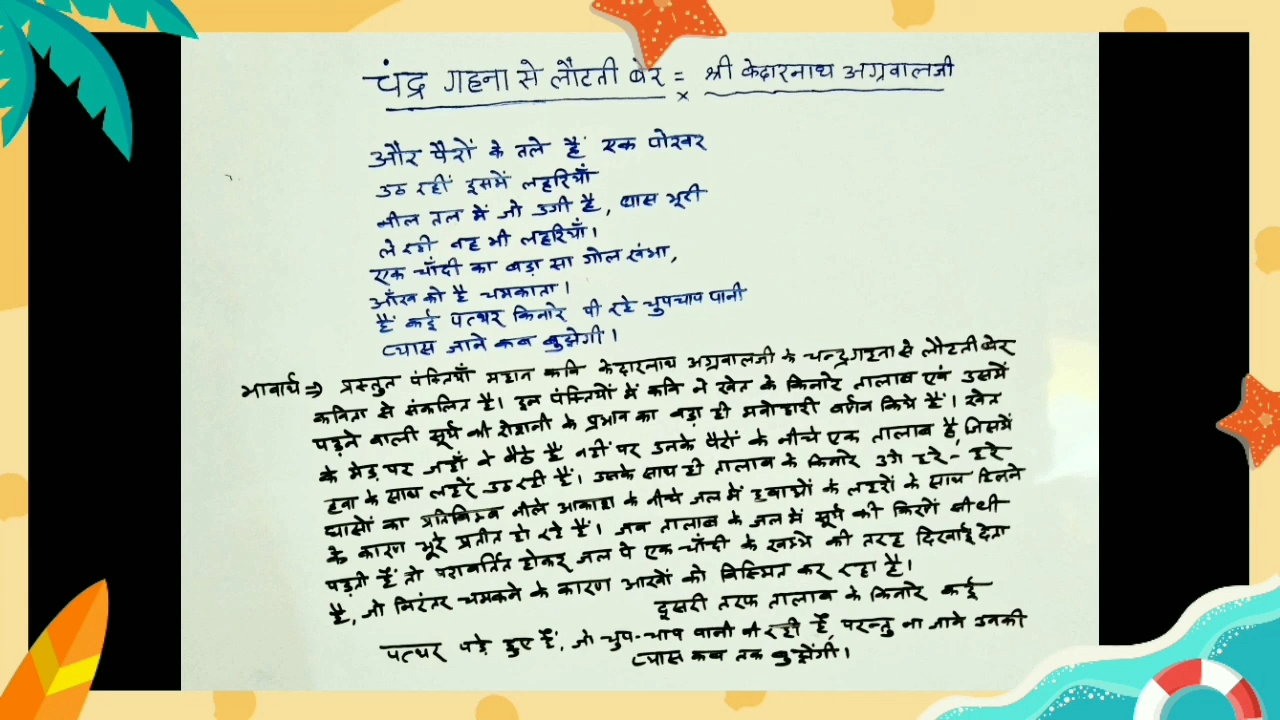 चंद्र गहना से लौटती बेर = श्री केदारनाथ अग्रवालजी
x
और पैरों के तले हैं एक पोखर
उठ रहीं इसमें लहरियाँ
नील तल में जो उगी है, घास भूरी
ले रही वह भी लहरियाँ।
एक चाँदी का बड़ा सा गोल खंभा,
आँख को है चमकाता।
हैं कई पत्थर किनारे पी रहे चुपचाप पानी
प्यास जाने कब बुझेगी।
भावार्थ ⇒ प्रस्तुत पंक्तियाँ महान कवि केदारनाथ अग्रवालजी के चन्द्रगहना से लौटती बेर
कविता से संकलित है। इन पंक्तियों में कवि ने खेत के किनारे तालाब एवं उसमें
पड़ने वाली सूर्य की रोशनी के प्रभाव का बड़ा ही मनोहारी वर्णन किये हैं। खेत
के मेड़ पर जहाँ वे बैठे हैं वहीं पर उनके पैरों के नीचे एक तालाब है, जिसमें
हवा के साथ लहरें उठ रही हैं। उसके साथ ही तालाब के किनारे उगे हरे-हरे
घासों का प्रतिबिम्ब नीले आकाश के नीचे जल में हवाओं के लहरों के साथ हिलने
के कारण भूरे प्रतीत हो रहे हैं। जब तालाब के जल में सूर्य की किरणें सीधी
पड़ती हैं तो परावर्तित होकर जल पे एक चाँदी के खम्भे की तरह दिखाई देता
है, जो निरंतर चमकने के कारण आखों को विस्मित कर रहा है।
दूसरी तरफ तालाब के किनारे कई
पत्थर पड़े हुए हैं, जो चुप-चाप पानी पी रही हैं, परन्तु ना जाने उनकी
प्यास कब तक बुझेंगी।